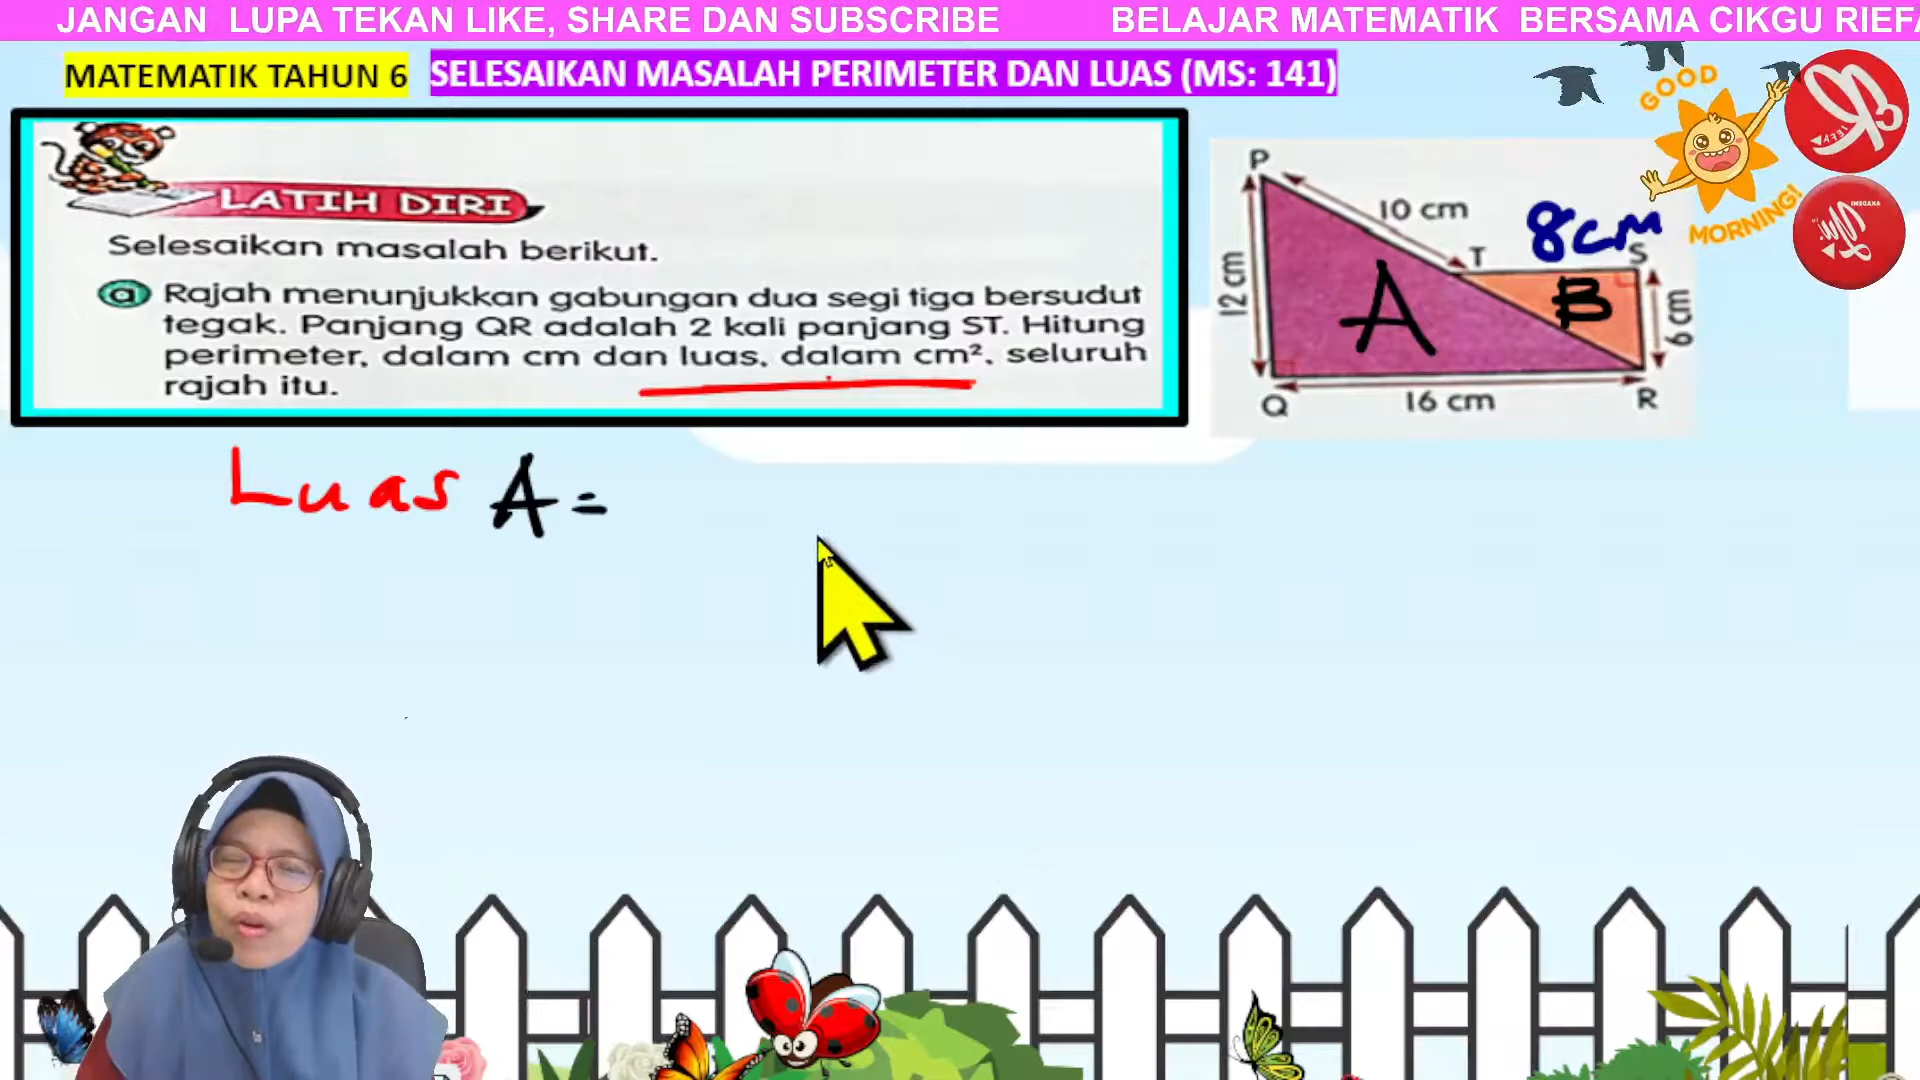 JANGAN LUPA TEKAN LIKE, SHARE DAN SUBSCRIBE BELAJAR MATEMATIK BERSAMA CIKGU RIEFA
MATEMATIK TAHUN 6 SELESAIKAN MASALAH PERIMETER DAN LUAS (MS: 141)
GOOD
MORNING!
LATIH DIRI
Selesaikan masalah berikut.
a Rajah menunjukkan gabungan dua segi tiga bersudut
tegak. Panjang QR adalah 2 kali panjang ST. Hitung
perimeter, dalam cm dan luas, dalam cm², seluruh
rajah itu.
P
10 cm
8cm
T
S
12 cm
A
B
6 cm
Q
16 cm
R
Luas A =